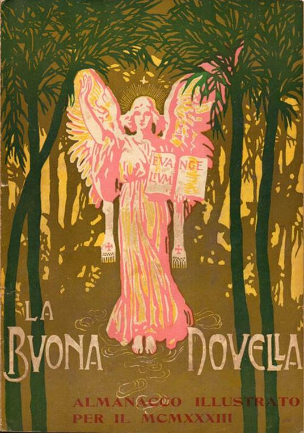 EVANGE
LIVM
LA
BVONA NOVELLA
ALMANACCO ILLUSTRATO
PER IL MCMXXXIII